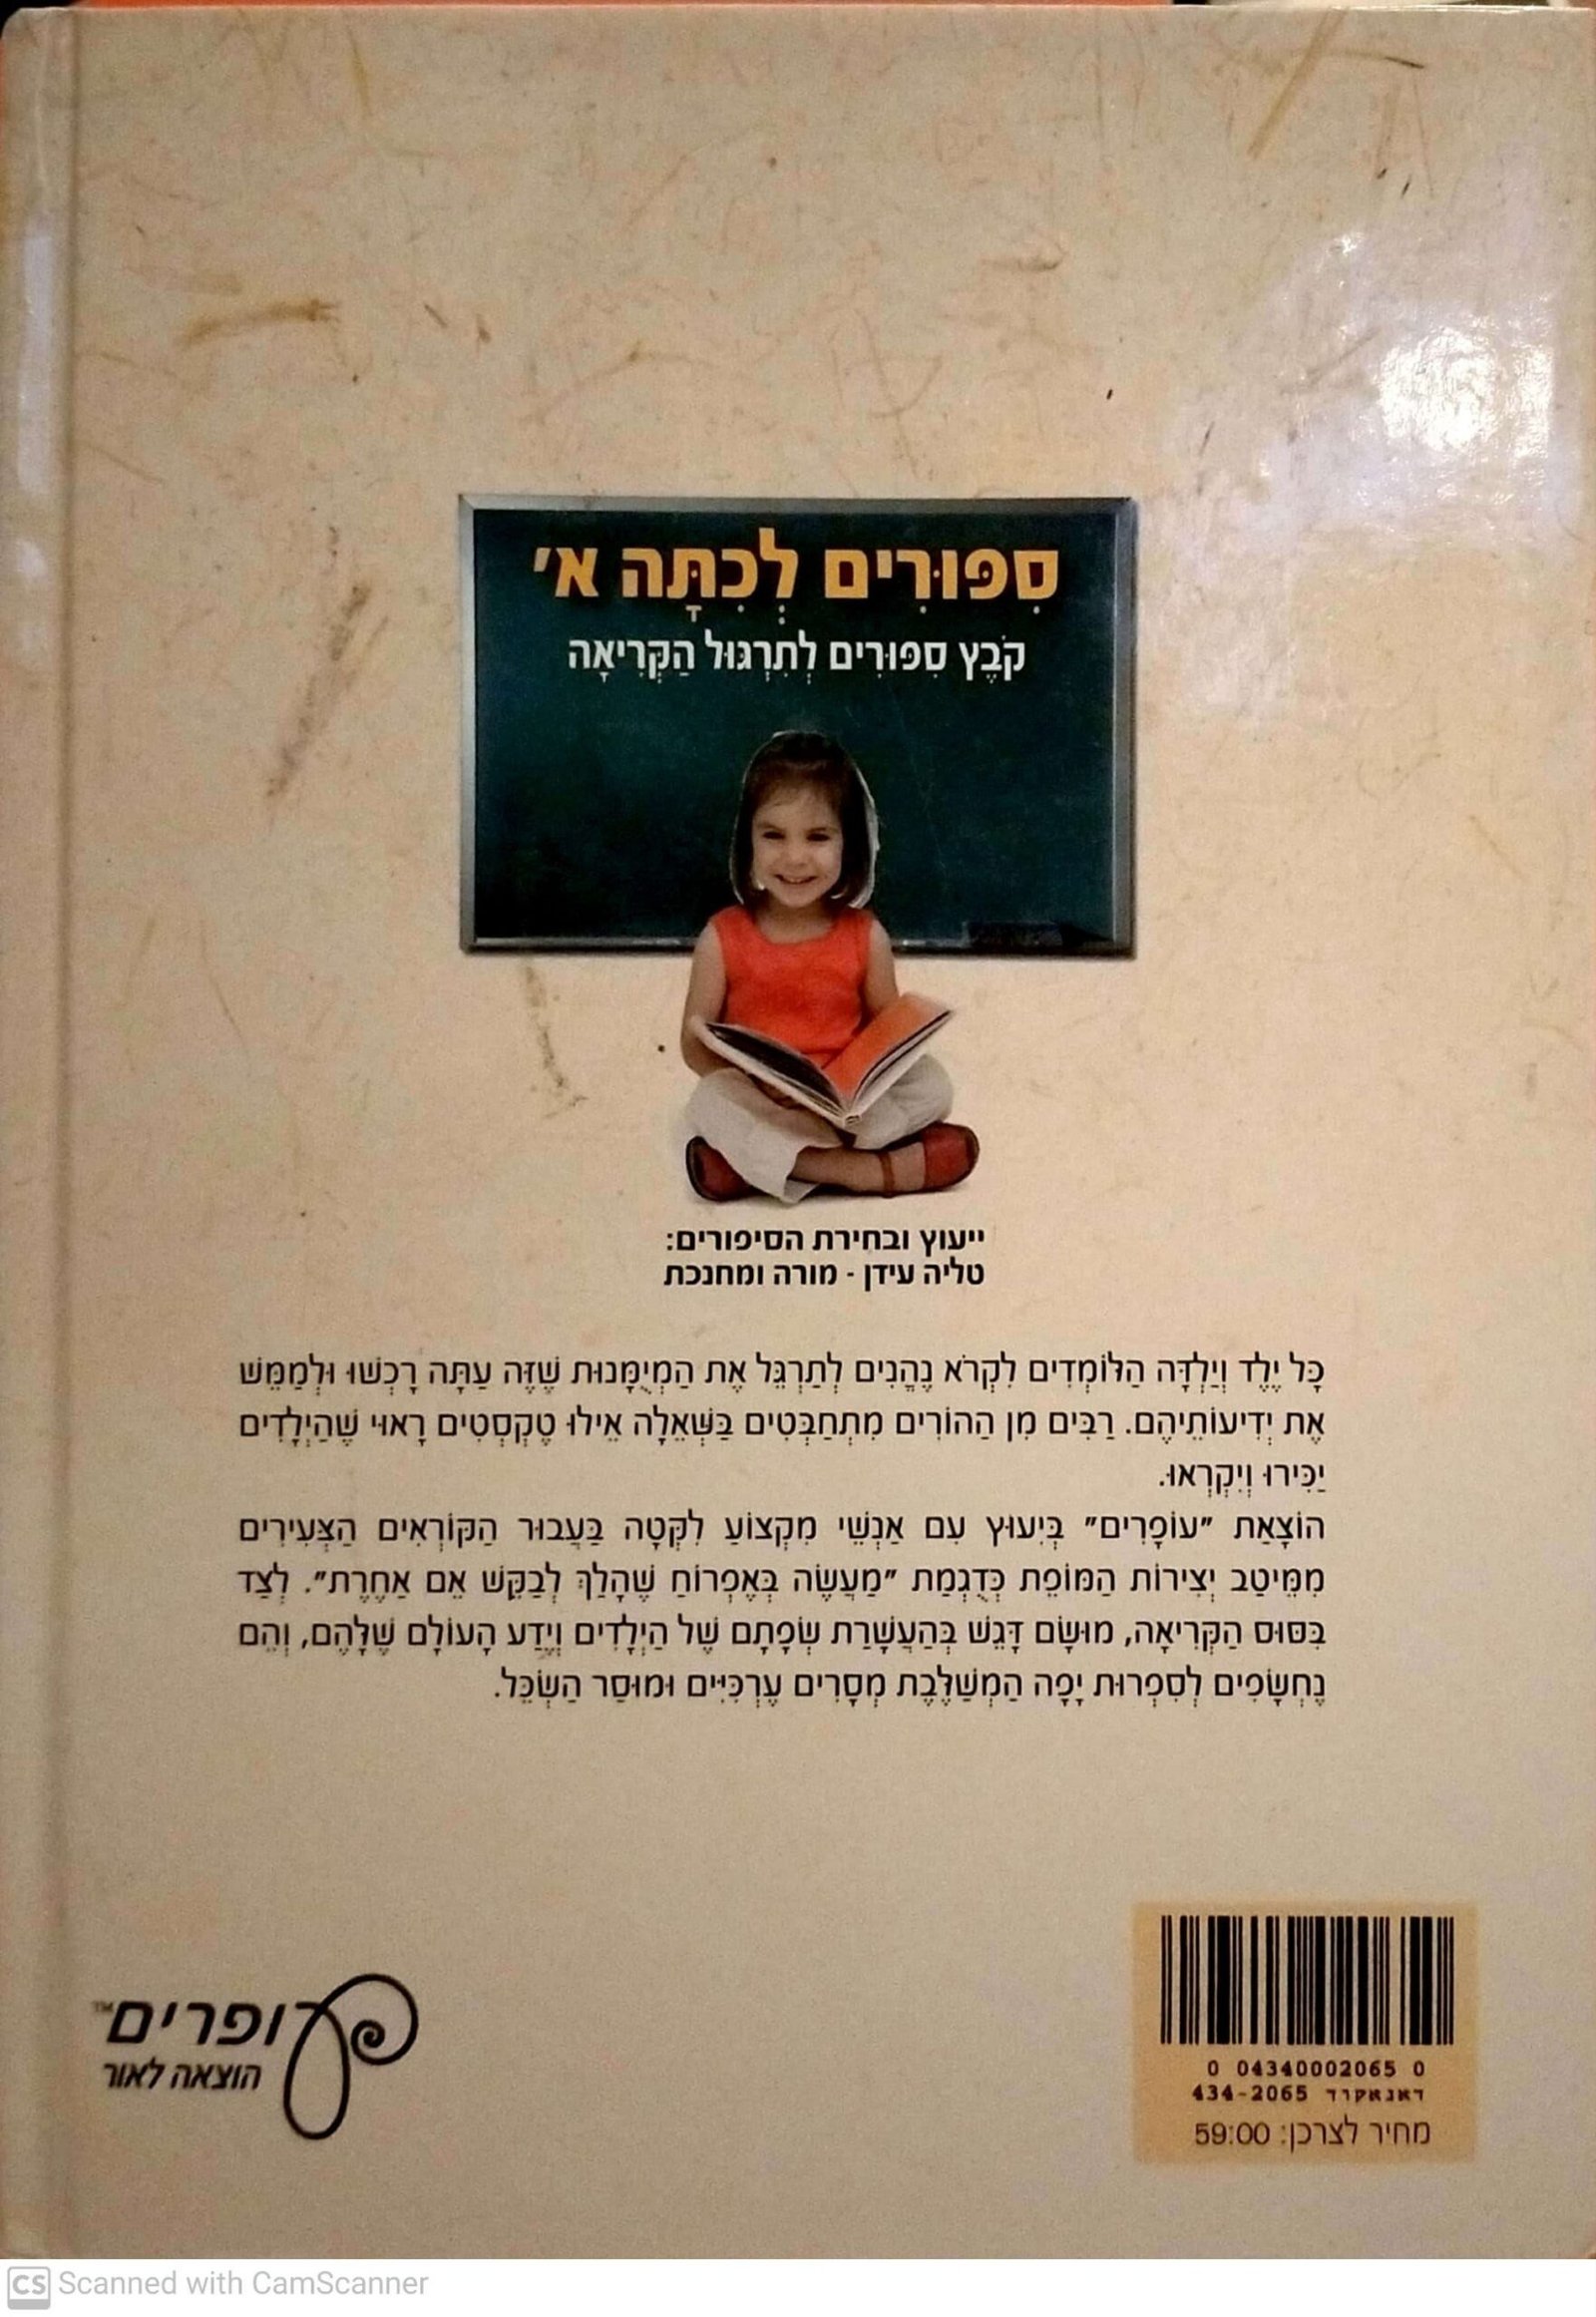 סִפּוּרִים לְכִתָּה א׳
קֹבֶץ סִפּוּרִים לְתִרְגּוּל הַקְּרִיאָה
ייעוץ ובחירת הסיפורים:
טליה עידן - מורה ומחנכת
כָּל יֶלֶד וְיַלְדָּה הַלּוֹמְדִים לִקְרֹא נֶהֱנִים לְתַרְגֵּל אֶת הַמְיֻמָּנוּת שֶׁזֶּה עַתָּה רָכְשׁוּ וּלְמַמֵּשׁ
אֶת יְדִיעוֹתֵיהֶם. רַבִּים מִן הַהוֹרִים מִתְחַבְּטִים בַּשְּׁאֵלָה אֵילוּ טֶקְסְטִים רָאוּי שֶׁהַיְלָדִים
יַכִּירוּ וְיִקְרְאוּ.
הוֹצָאַת "עוֹפָרִים" בְּיִעוּץ עִם אַנְשֵׁי מִקְצוֹעַ לִקְּטָה בַּעֲבוּר הַקּוֹרְאִים הַצְּעִירִים
מִמֵּיטַב יְצִירוֹת הַמּוֹפֵת כְּדֻגְמַת "מַעֲשֶׂה בְּאֶפְרוֹחַ שֶׁהָלַךְ לְבַקֵּשׁ אֵם אַחֶרֶת". לְצַד
בִּסּוּס הַקְּרִיאָה, מוּשָׂם דָּגֵשׁ בְּהַעֲשָׁרַת שְׂפָתָם שֶׁל הַיְלָדִים וְיֶדַע הָעוֹלָם שֶׁלָּהֶם, וְהֵם
נֶחְשָׂפִים לְסִפְרוּת יָפָה הַמְשַׁלֶּבֶת מְסָרִים עֶרְכִּיִּים וּמוּסַר הַשְׂכֵּל.
עופרים™
הוצאה לאור
0 04340002065 0
דאנאקוד 434-2065
מחיר לצרכן: 59:00
CS Scanned with CamScanner